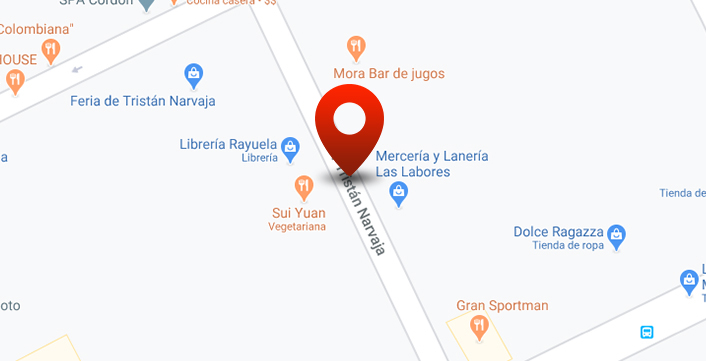 SPA Cordón
Cocina casera • $$
Colombiana"
HOUSE
Mora Bar de jugos
Feria de Tristán Narvaja
Librería Rayuela
Librería
Mercería y Lanería
Las Labores
Tristán Narvaja
Sui Yuan
Vegetariana
Tienda de
Dolce Ragazza
Tienda de ropa
Gran Sportman
oto
a
L
M
T